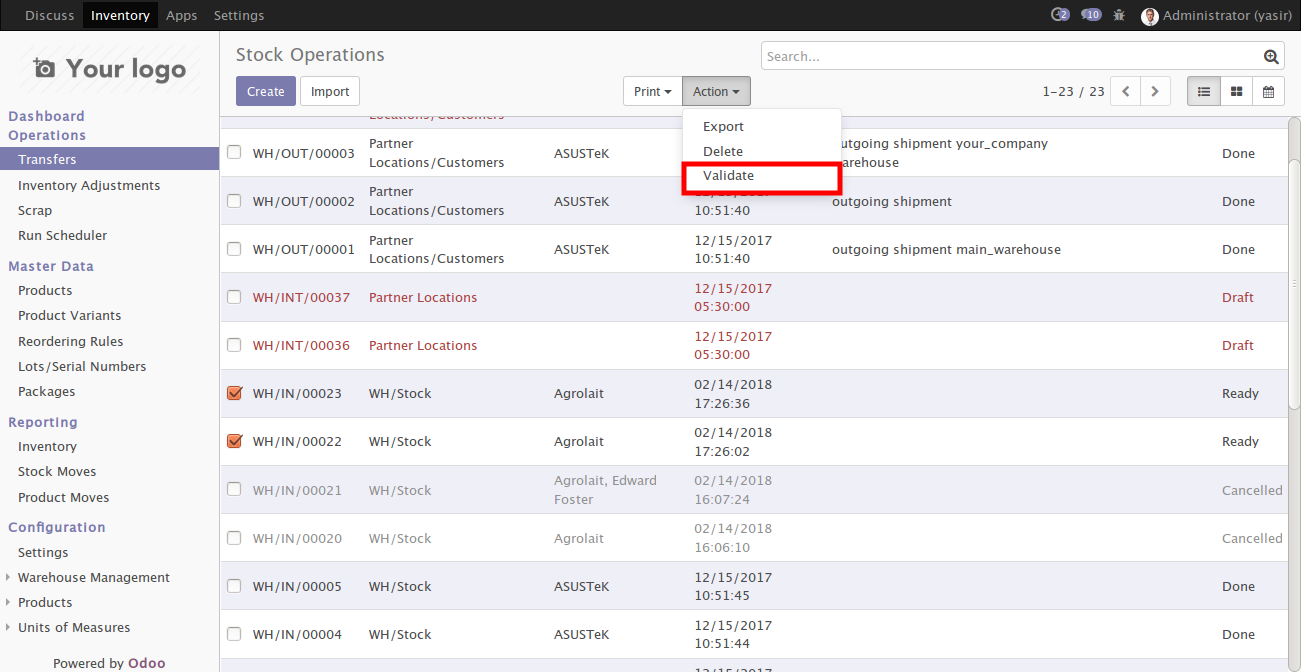 Discuss Inventory Apps Settings 2 10 Administrator (yasir)
Your logo
Stock Operations
Search...
Create Import Print Action 1-23 / 23
Export
Delete
Validate
Dashboard
Operations
Transfers
Inventory Adjustments
Scrap
Run Scheduler
Master Data
Products
Product Variants
Reordering Rules
Lots/Serial Numbers
Packages
Reporting
Inventory
Stock Moves
Product Moves
Configuration
Settings
Warehouse Management
Products
Units of Measures
Powered by Odoo
Locations/Customers
WH/OUT/00003 Partner Locations/Customers ASUSTeK utgoing shipment your_company arehouse Done
WH/OUT/00002 Partner Locations/Customers ASUSTeK 10:51:40 outgoing shipment Done
WH/OUT/00001 Partner Locations/Customers ASUSTeK 12/15/2017 10:51:40 outgoing shipment main_warehouse Done
WH/INT/00037 Partner Locations 12/15/2017 05:30:00 Draft
WH/INT/00036 Partner Locations 12/15/2017 05:30:00 Draft
WH/IN/00023 WH/Stock Agrolait 02/14/2018 17:26:36 Ready
WH/IN/00022 WH/Stock Agrolait 02/14/2018 17:26:02 Ready
WH/IN/00021 WH/Stock Agrolait, Edward Foster 02/14/2018 16:07:24 Cancelled
WH/IN/00020 WH/Stock Agrolait 02/14/2018 16:06:10 Cancelled
WH/IN/00005 WH/Stock ASUSTeK 12/15/2017 10:51:45 Done
WH/IN/00004 WH/Stock ASUSTeK 12/15/2017 10:51:44 Done